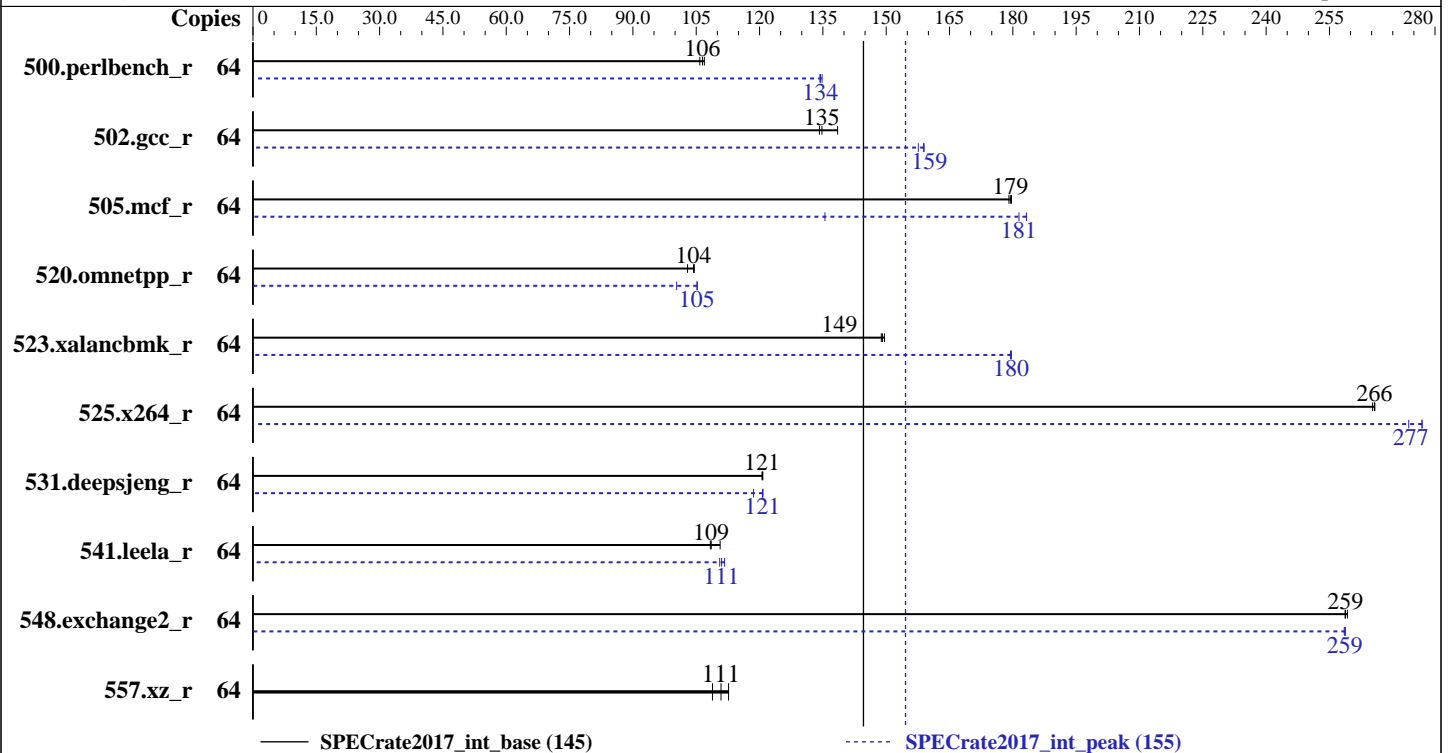 Copies 0 15.0 30.0 45.0 60.0 75.0 90.0 105 120 135 150 165 180 195 210 225 240 255 280
106
500.perlbench_r 64
134
135
502.gcc_r 64
159
179
505.mcf_r 64
181
104
520.omnetpp_r 64
105
149
523.xalancbmk_r 64
180
266
525.x264_r 64
277
121
531.deepsjeng_r 64
121
109
541.leela_r 64
111
259
548.exchange2_r 64
259
111
557.xz_r 64
SPECrate2017_int_base (145) SPECrate2017_int_peak (155)